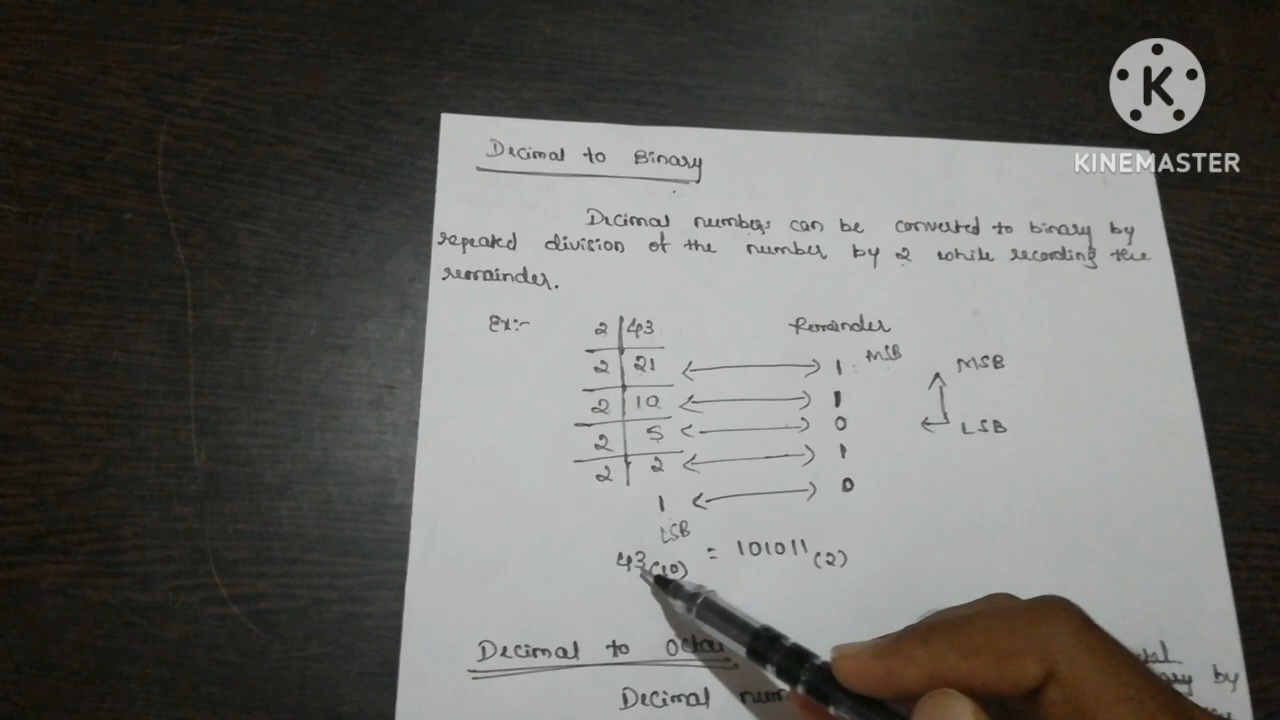 K
KINEMASTER
Decimal to Binary
Decimal numbers can be converted to binary by
repeated division of the number by 2 while recording the
remainder.
Ex:- 2 43 Remainder
2 21 1 MSB MSB
2 10 1
2 5 0 LSB
2 2 1
1 0
LSB
43(10) = 101011(2)
Decimal to Octal
Decimal
by